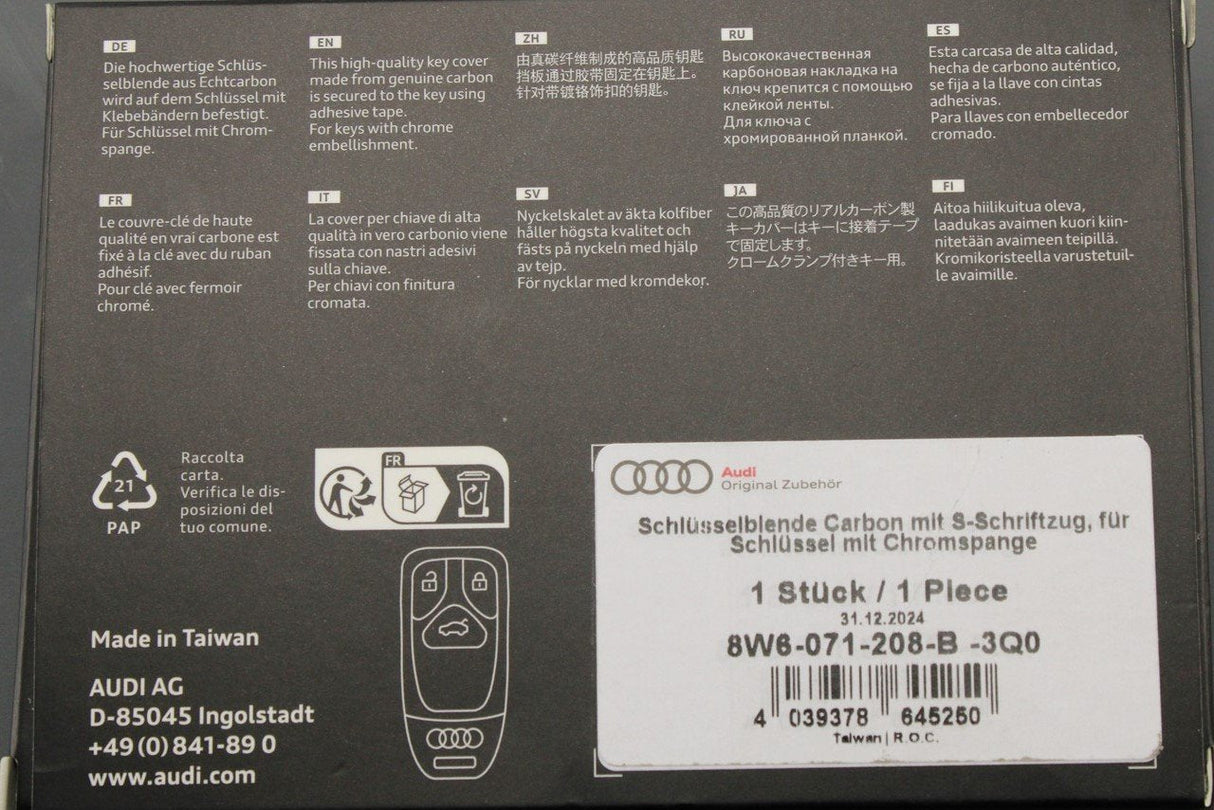 DE
Die hochwertige Schlüs-
selblende aus Echtcarbon
wird auf dem Schlüssel mit
Klebebändern befestigt.
Für Schlüssel mit Chrom-
spange.
EN
This high-quality key cover
made from genuine carbon
is secured to the key using
adhesive tape.
For keys with chrome
embellishment.
ZH
由真碳纤维制成的高品质钥匙
挡板通过胶带固定在钥匙上。
针对带镀铬饰扣的钥匙。
RU
Высококачественная
карбоновая накладка на
ключ крепится с помощью
клейкой ленты.
Для ключа с
хромированной планкой.
ES
Esta carcasa de alta calidad,
hecha de carbono auténtico,
se fija a la llave con cintas
adhesivas.
Para llaves con embellecedor
cromado.
FR
Le couvre-clé de haute
qualité en vrai carbone est
fixé à la clé avec du ruban
adhésif.
Pour clé avec fermoir
chromé.
IT
La cover per chiave di alta
qualità in vero carbonio viene
fissata con nastri adesivi
sulla chiave.
Per chiavi con finitura
cromata.
SV
Nyckelskalet av äkta kolfiber
håller högsta kvalitet och
fästs på nyckeln med hjälp
av tejp.
För nycklar med kromdekor.
JA
この高品質のリアルカーボン製
キーカバーはキーに接着テープ
で固定します。
クロームクランプ付きキー用。
FI
Aitoa hiilikuitua oleva,
laadukas avaimen kuori kiin-
nitetään avaimeen teipillä.
Kromikoristeella varustetuil-
le avaimille.
21
PAP
Raccolta
carta.
Verifica le dis-
posizioni del
tuo comune.
FR
Made in Taiwan
AUDI AG
D-85045 Ingolstadt
+49 (0) 841-89 0
www.audi.com
Audi
Original Zubehör
Schlüsselblende Carbon mit S-Schriftzug, für
Schlüssel mit Chromspange
1 Stück / 1 Piece
31.12.2024
8W6-071-208-B -3Q0
4 039378 645250
Taiwan | R.O.C.